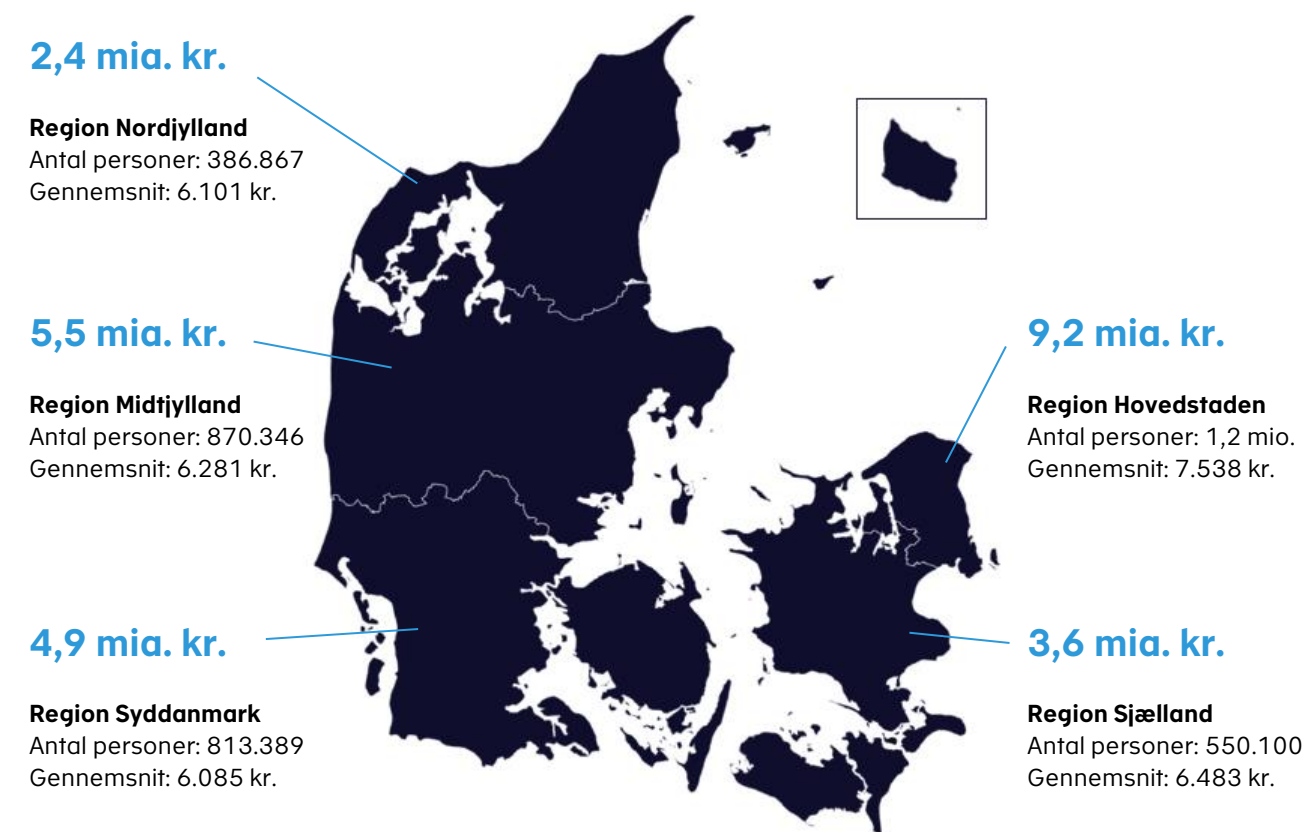 2,4 mia. kr.
Region Nordjylland
Antal personer: 386.867
Gennemsnit: 6.101 kr.
5,5 mia. kr.
Region Midtjylland
Antal personer: 870.346
Gennemsnit: 6.281 kr.
4,9 mia. kr.
Region Syddanmark
Antal personer: 813.389
Gennemsnit: 6.085 kr.
9,2 mia. kr.
Region Hovedstaden
Antal personer: 1,2 mio.
Gennemsnit: 7.538 kr.
3,6 mia. kr.
Region Sjælland
Antal personer: 550.100
Gennemsnit: 6.483 kr.